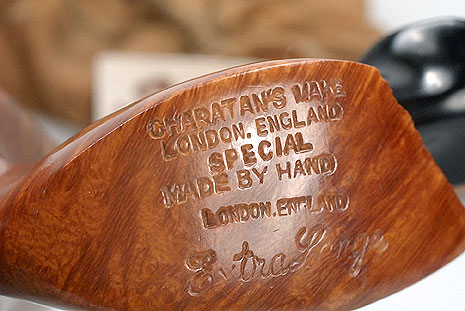 CHARATAN'S MAKE
LONDON, ENGLAND
SPECIAL
MADE BY HAND
LONDON, ENGLAND
Extra Large